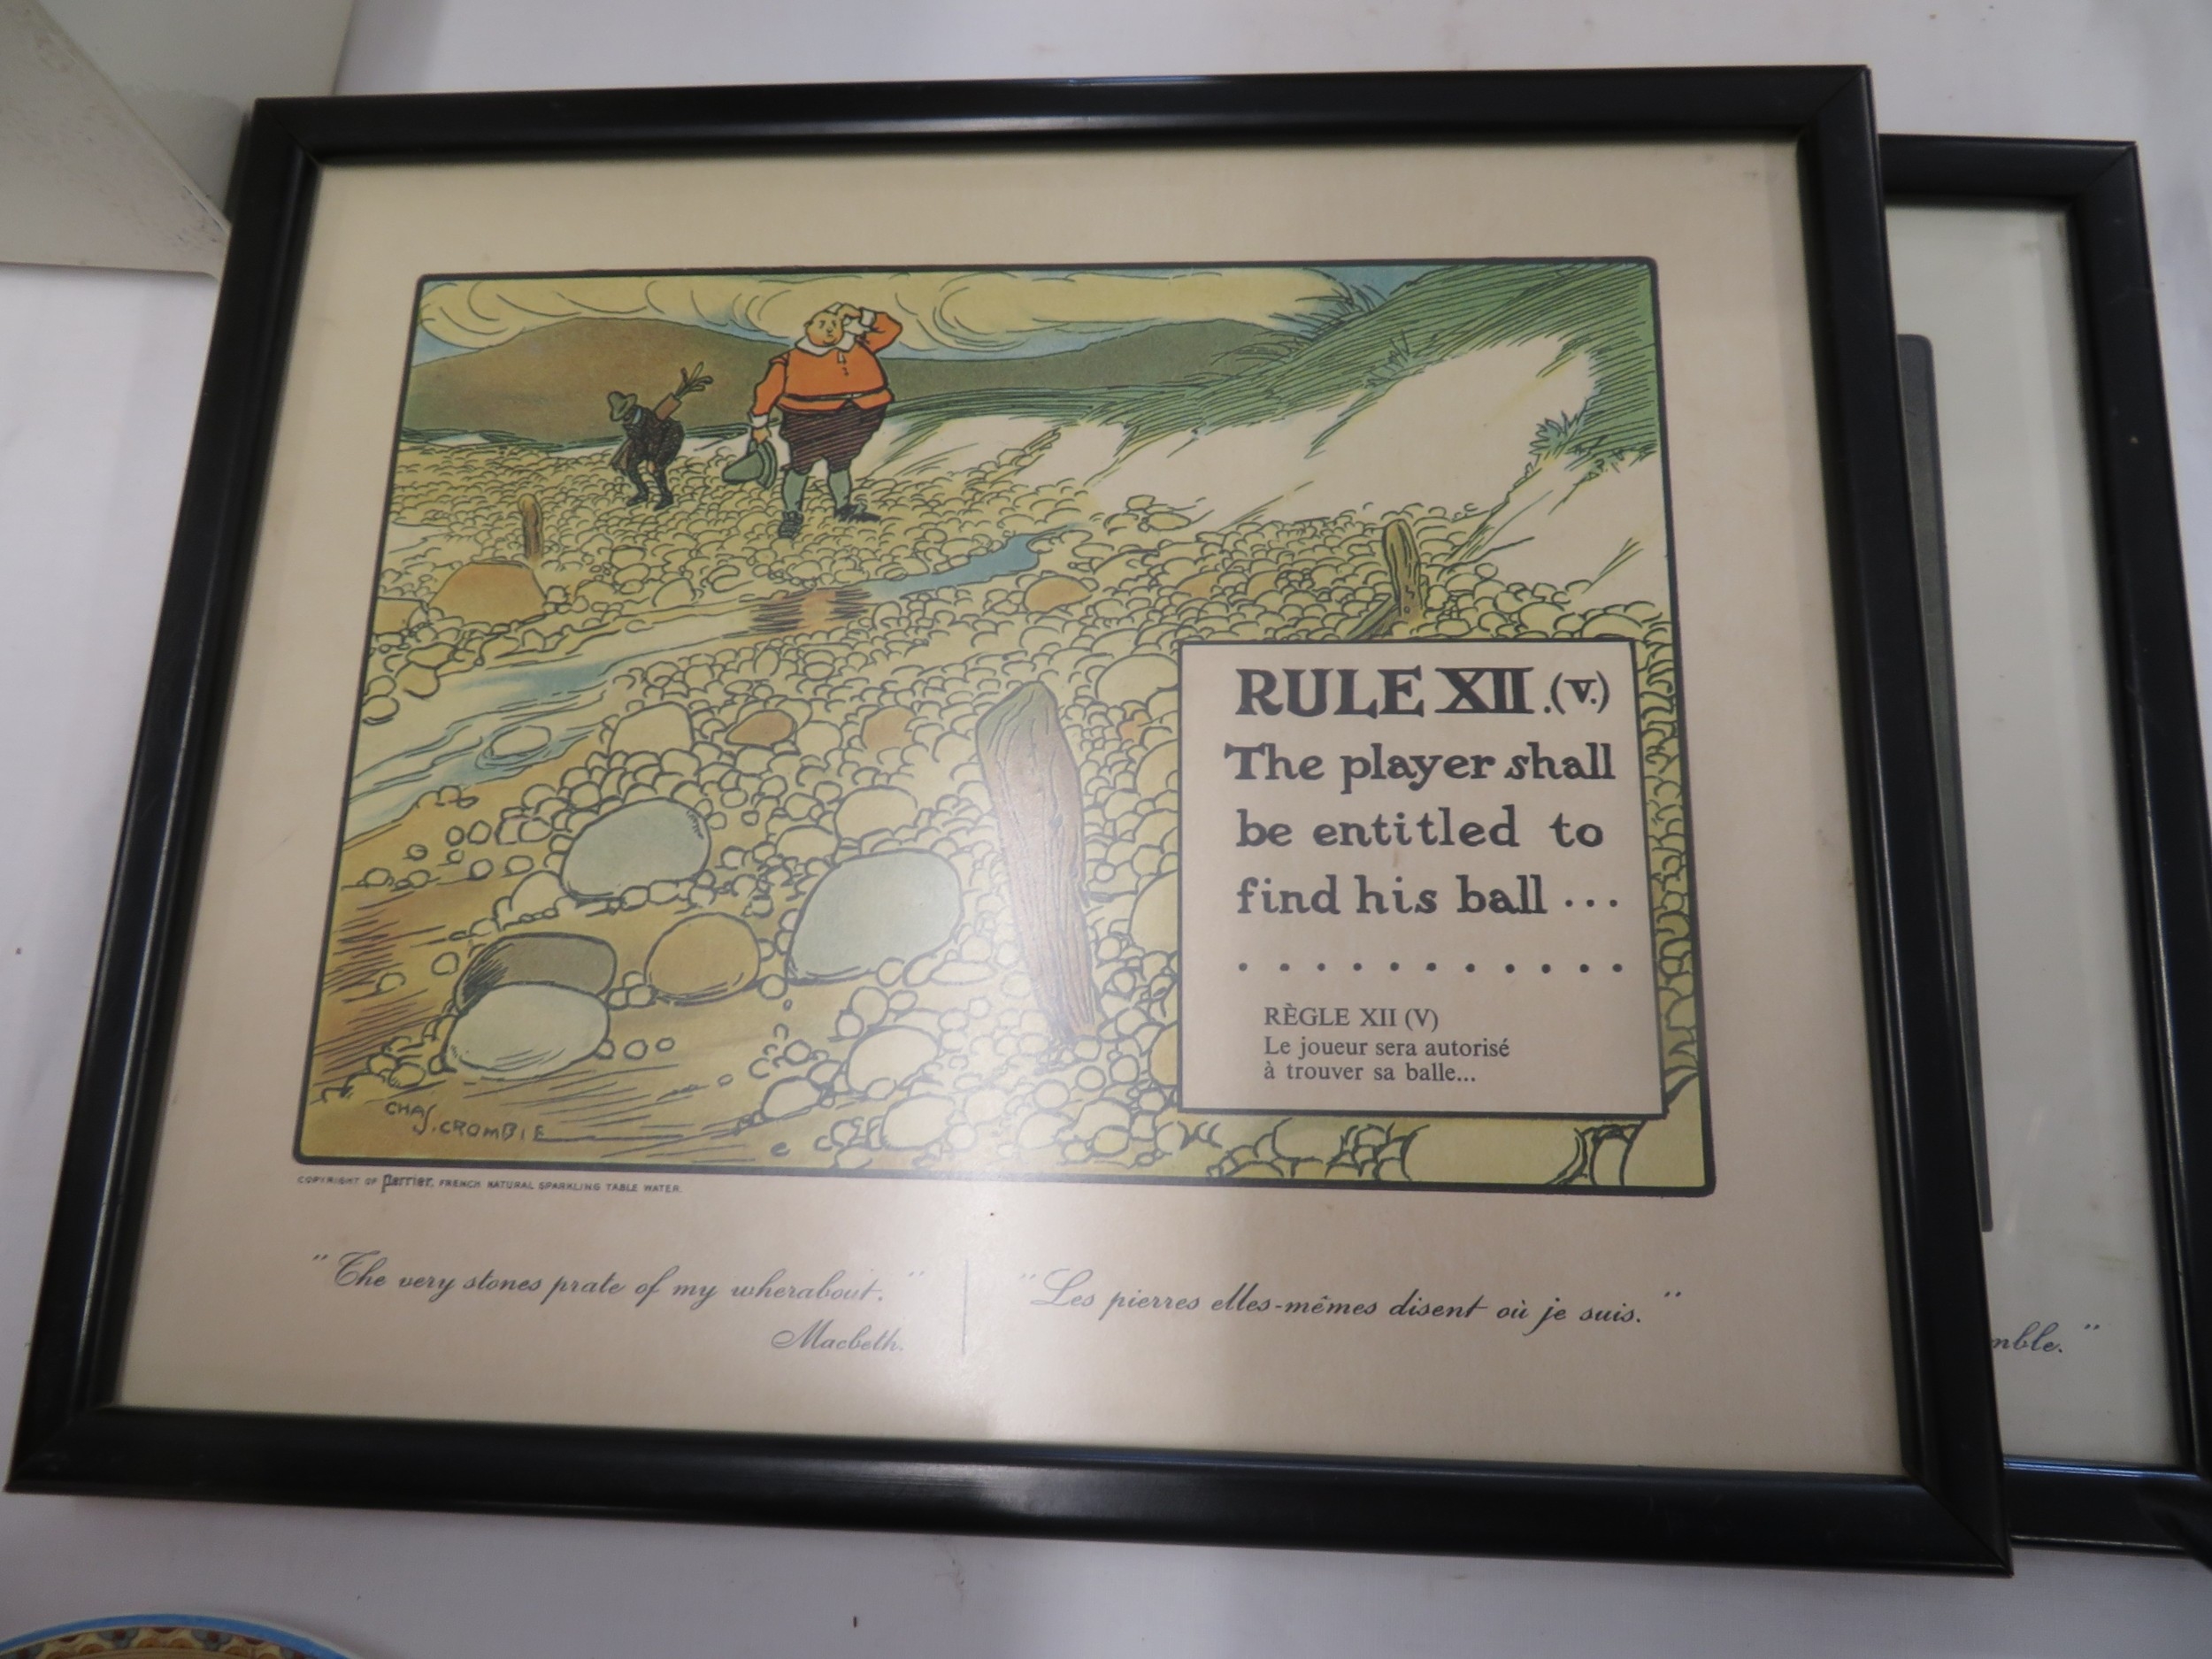 RULE XII.(v.)
The player shall
be entitled to
find his ball ...
. . . . . . . . . . .
RÈGLE XII (V)
Le joueur sera autorisé
à trouver sa balle...
CHAS. CROMBIE
COPYRIGHT OF Perrier, FRENCH NATURAL SPARKLING TABLE WATER.
"The very stones prate of my wherabout."
Macbeth.
"Les pierres elles-mêmes disent où je suis."
mble."